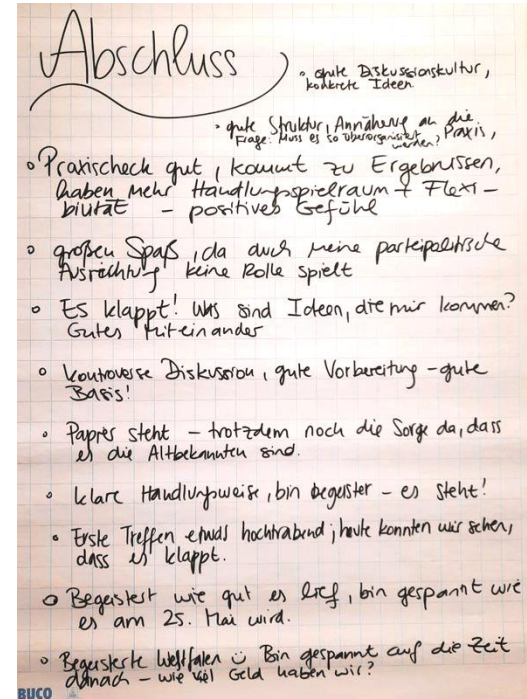 Abschluss
◦ gute Diskussionskultur,
konkrete Ideen
◦ gute Struktur, Annäherung an die Praxis,
Frage: Muss es so überorganisiert werden?
◦ Praxischeck gut, kommt zu Ergebnissen,
haben mehr Handlungsspielraum + Flexi-
bilität – positives Gefühl
◦ großen Spaß, da auch meine parteipolitische
Ausrichtung keine Rolle spielt
◦ Es klappt! Was sind Ideen, die mir kommen?
Gutes Miteinander
◦ Kontroverse Diskussion, gute Vorbereitung – gute
Basis!
◦ steht – trotzdem noch die Sorge da, dass
es die Altbekannten sind.
◦ klare Handlungsweise, bin begeister – es steht!
◦ Erste Treffen etwas hochtrabend; heute konnten wir sehen,
dass es klappt.
◦ Begeistert wie gut es lief, bin gespannt wie
es am 25. Mai wird.
◦ Begeisterte Westfalen ☺ Bin gespannt auf die Zeit
danach – wie viel Geld haben wir?
BUCO